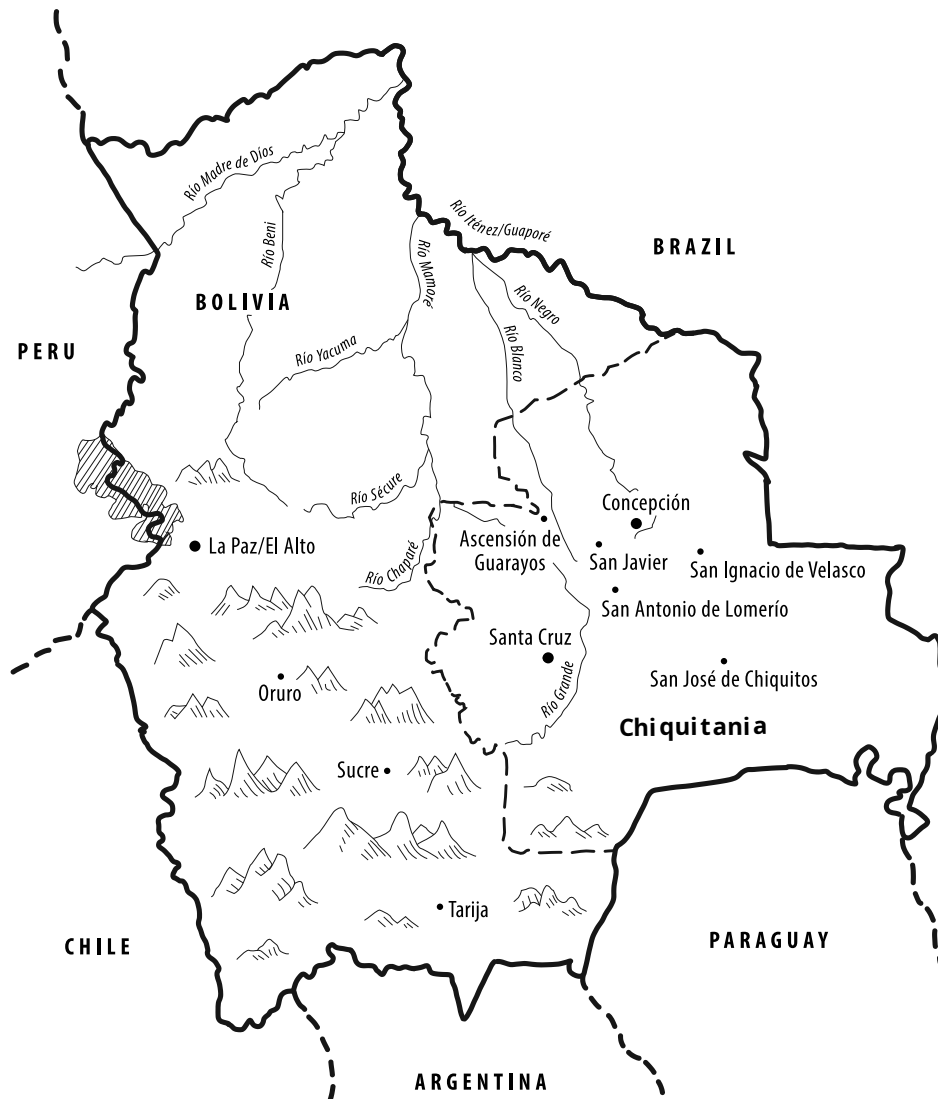 Río Madre de Díos
Río Iténez/Guaporé
Río Beni
Río Mamoré
BRAZIL
BOLIVIA
Río Negro
PERU
Río Yacuma
Río Blanco
Río Sécure
Concepción
La Paz/El Alto
Ascensión de
Guarayos
Río Chaparé
San Javier
San Ignacio de Velasco
San Antonio de Lomerío
Santa Cruz
Oruro
Río Grande
San José de Chiquitos
Chiquitania
Sucre
Tarija
CHILE
PARAGUAY
ARGENTINA